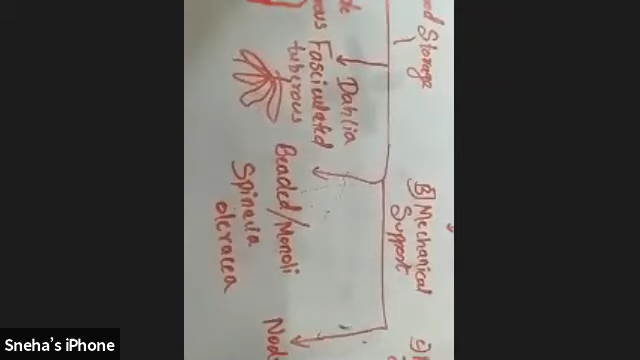 Storage
B Mechanical
Support
Dahlia
Fasciculated
tuberous
Beaded/Monoli
Spinacia
oleracea
Sneha's iPhone